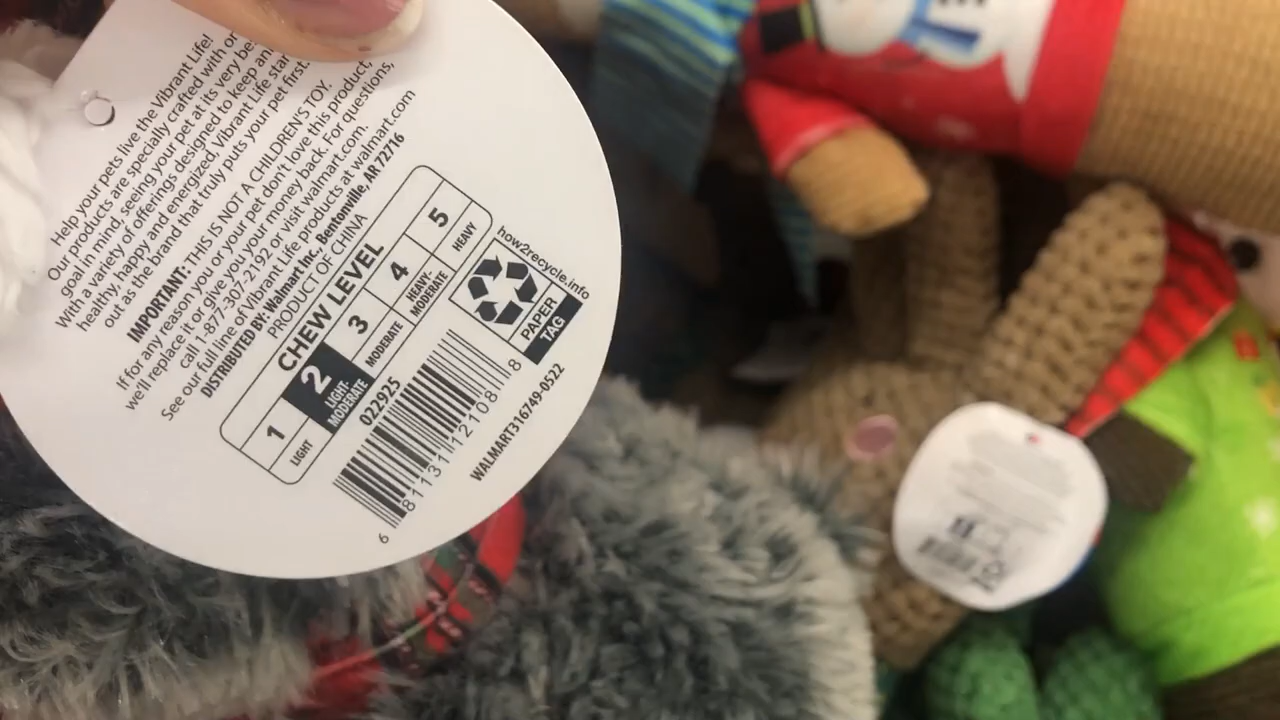 Help your pets live the Vibrant Life!
Our products are specially crafted with
goal in mind, seeing your pet at its very
With a variety of offerings designed to keep
healthy, happy and energized, Vibrant Life
out as the brand that truly puts your pet first.
IMPORTANT: THIS IS NOT A CHILDREN'S TOY.
If for any reason you or your pet don't love this product,
we'll replace it or give you your money back. For questions,
call 1-877-307-2192 or visit walmart.com.
See our full line of Vibrant Life products at walmart.com
DISTRIBUTED BY: Walmart Inc., Bentonville, AR 72716
PRODUCT OF CHINA
CHEW LEVEL
1 2 3 4 5
LIGHT LIGHT-MODERATE MODERATE HEAVY-MODERATE HEAVY
022925
6 81131 12108 8
how2recycle.info
PAPER
TAG
WALMART316749-0522